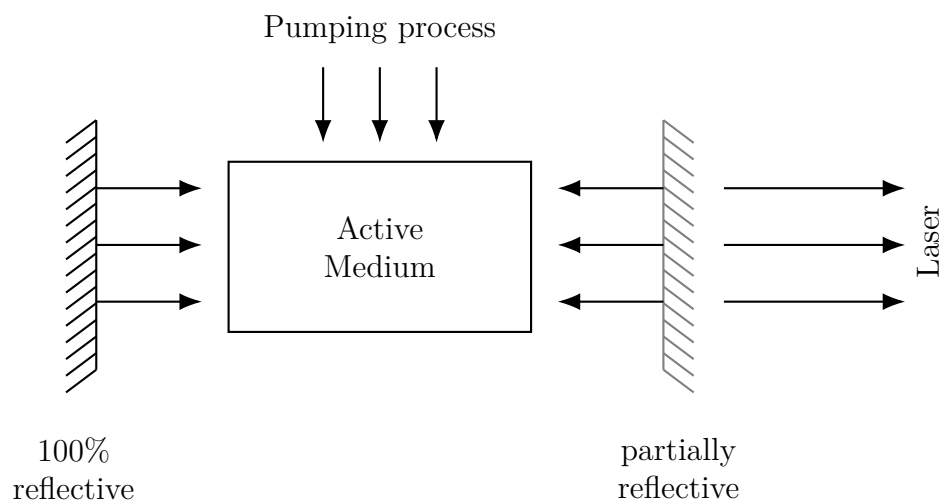 Pumping process
Active
Medium
Laser
100%
reflective
partially
reflective